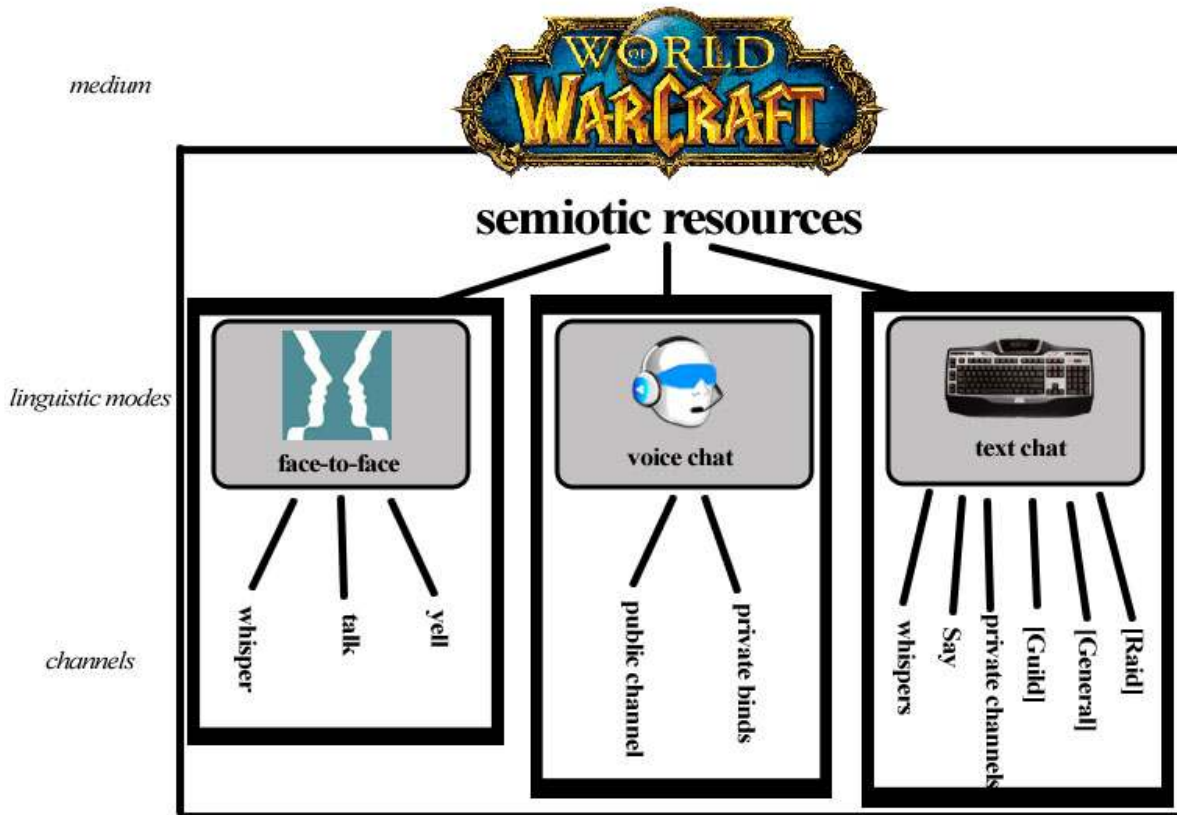 medium
WORLD
OF
WARCRAFT
semiotic resources
linguistic modes
face-to-face
voice chat
text chat
channels
whisper
talk
yell
public channel
private binds
whispers
Say
private channels
[Guild]
[General]
[Raid]